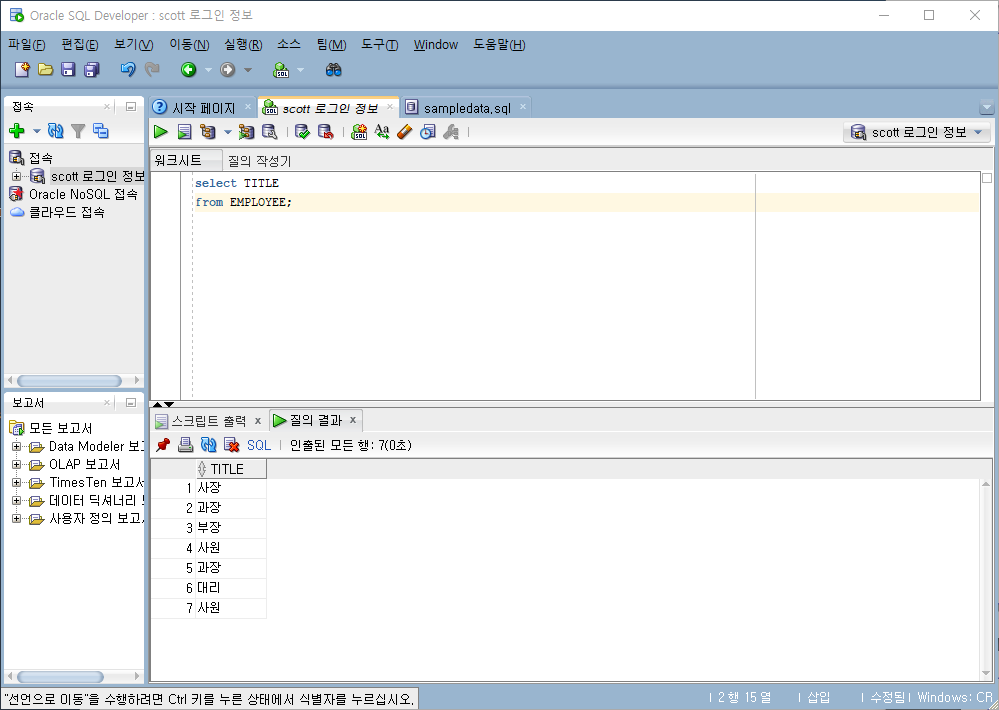 Oracle SQL Developer : scott 로그인 정보
파일(F) 편집(E) 보기(V) 이동(N) 실행(R) 소스 팀(M) 도구(T) Window 도움말(H)
접속
시작 페이지 scott 로그인 정보 sampledata.sql
scott 로그인 정보
접속
scott 로그인 정보
Oracle NoSQL 접속
클라우드 접속
워크시트 질의 작성기
select TITLE
from EMPLOYEE;
보고서
모든 보고서
Data Modeler 보고
OLAP 보고서
TimesTen 보고서
데이터 딕셔너리
사용자 정의 보고서
스크립트 출력 x 질의 결과 x
SQL 인출된 모든 행: 7(0초)
TITLE
1 사장
2 과장
3 부장
4 사원
5 과장
6 대리
7 사원
"선언으로 이동"을 수행하려면 Ctrl 키를 누른 상태에서 식별자를 누르십시오.
2 행 15 열 삽입 수정됨 Windows: CR